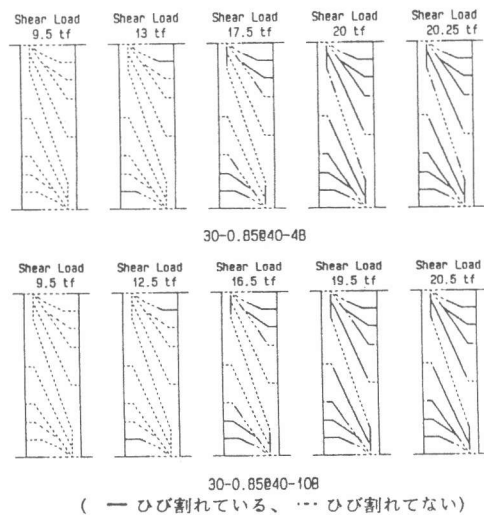 Shear Load Shear Load Shear Load Shear Load Shear Load
9.5 tf 13 tf 17.5 tf 20 tf 20.25 tf
30-0.85@40-4B
Shear Load Shear Load Shear Load Shear Load Shear Load
9.5 tf 12.5 tf 16.5 tf 19.5 tf 20.5 tf
30-0.85@40-10B
( ― ひび割れている、 … ひび割れてない)